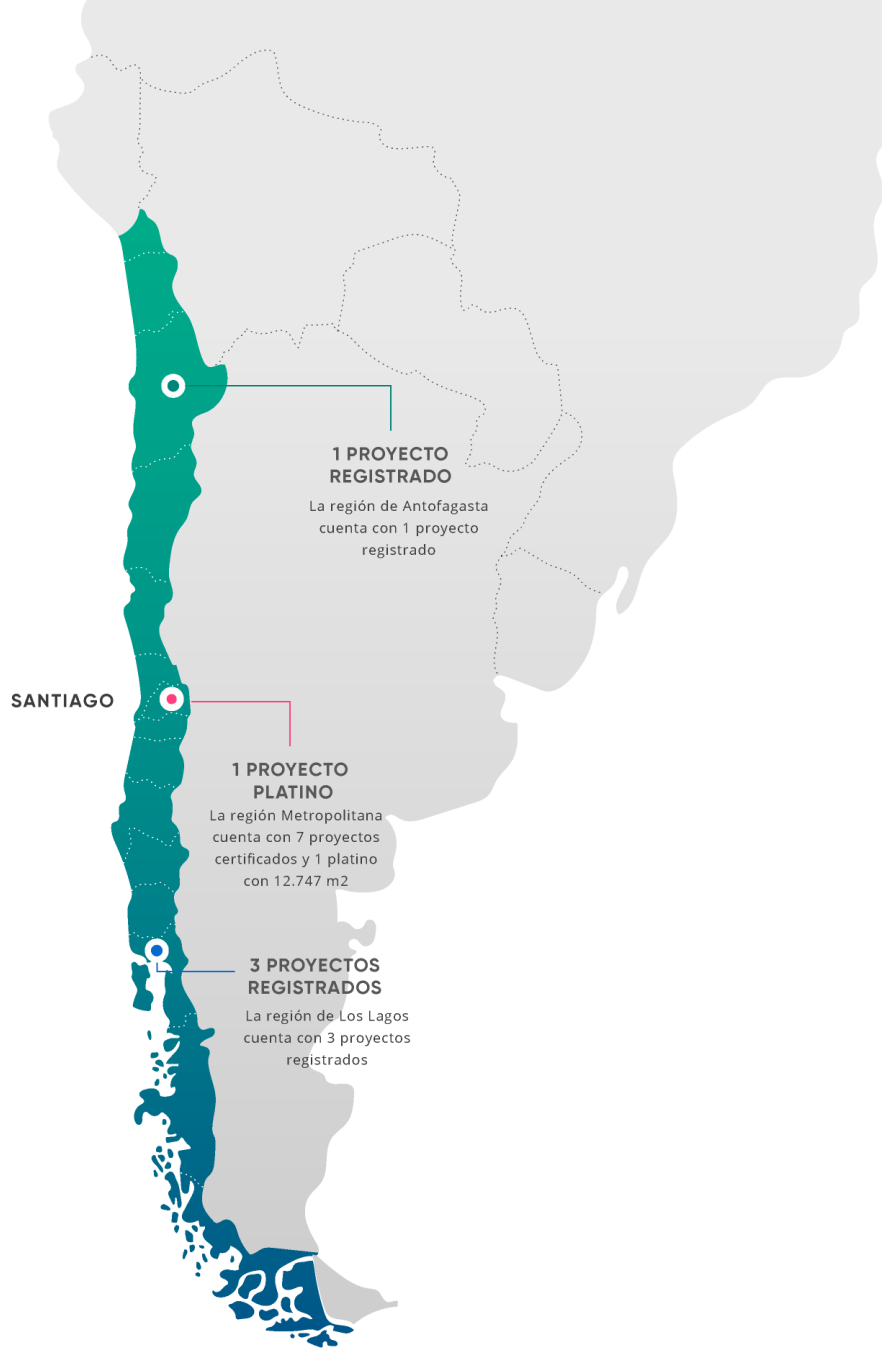 1 PROYECTO
REGISTRADO
La región de Antofagasta
cuenta con 1 proyecto
registrado
SANTIAGO
1 PROYECTO
PLATINO
La región Metropolitana
cuenta con 7 proyectos
certificados y 1 platino
con 12.747 m2
3 PROYECTOS
REGISTRADOS
La región de Los Lagos
cuenta con 3 proyectos
registrados